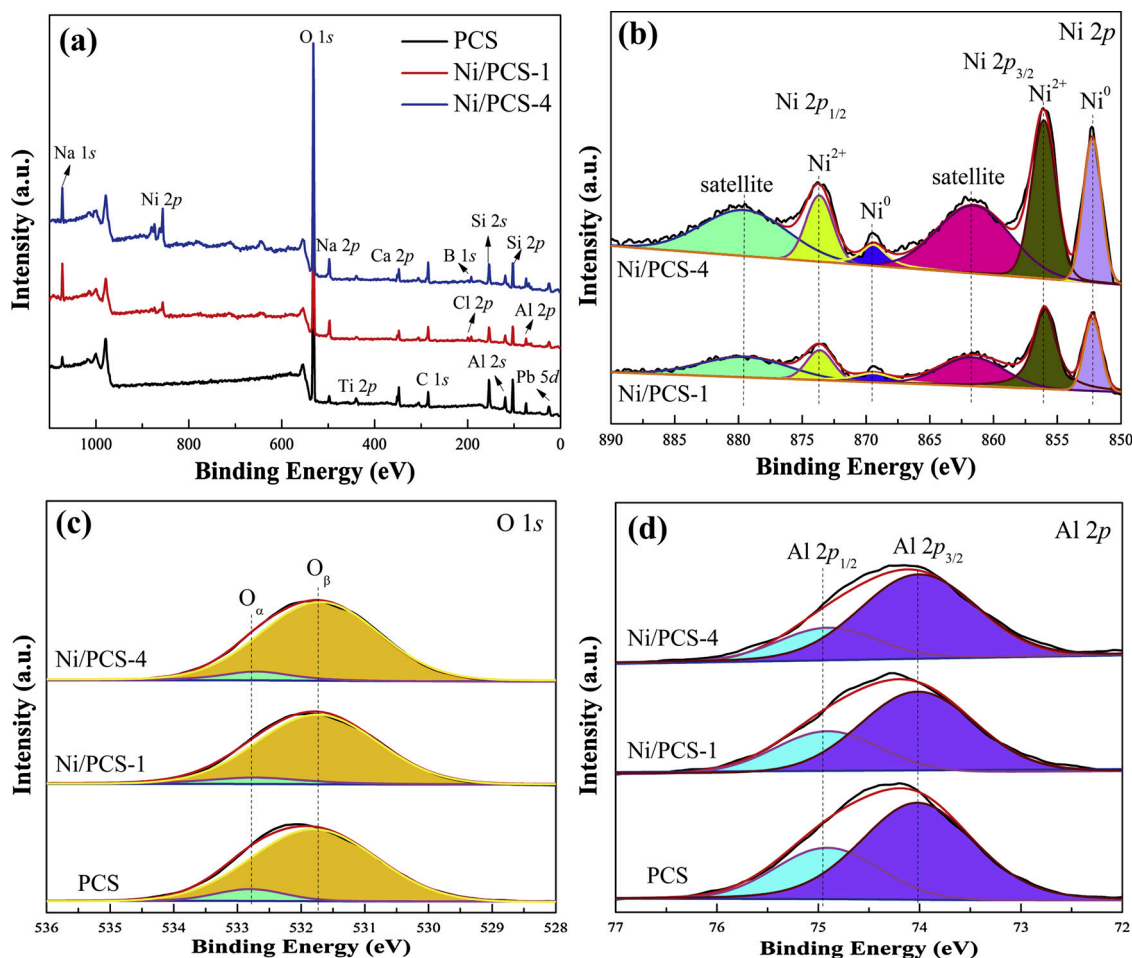 (a)
O 1s
PCS
Ni/PCS-1
Ni/PCS-4
Na 1s
Ni 2p
Na 2p
Ca 2p
B 1s
Si 2s
Si 2p
Cl 2p
Al 2p
Ti 2p
C 1s
Al 2s
Pb 5d
Intensity (a.u.)
1000 800 600 400 200 0
Binding Energy (eV)
(b)
Ni 2p
Ni 2p3/2
Ni2+
Ni0
Ni 2p1/2
Ni2+
satellite
Ni0
satellite
Ni/PCS-4
Ni/PCS-1
Intensity (a.u.)
890 885 880 875 870 865 860 855 850
Binding Energy (eV)
(c)
O 1s
Oα
Oβ
Ni/PCS-4
Ni/PCS-1
PCS
Intensity (a.u.)
536 535 534 533 532 531 530 529 528
Binding Energy (eV)
(d)
Al 2p
Al 2p1/2
Al 2p3/2
Ni/PCS-4
Ni/PCS-1
PCS
Intensity (a.u.)
77 76 75 74 73 72
Binding Energy (eV)